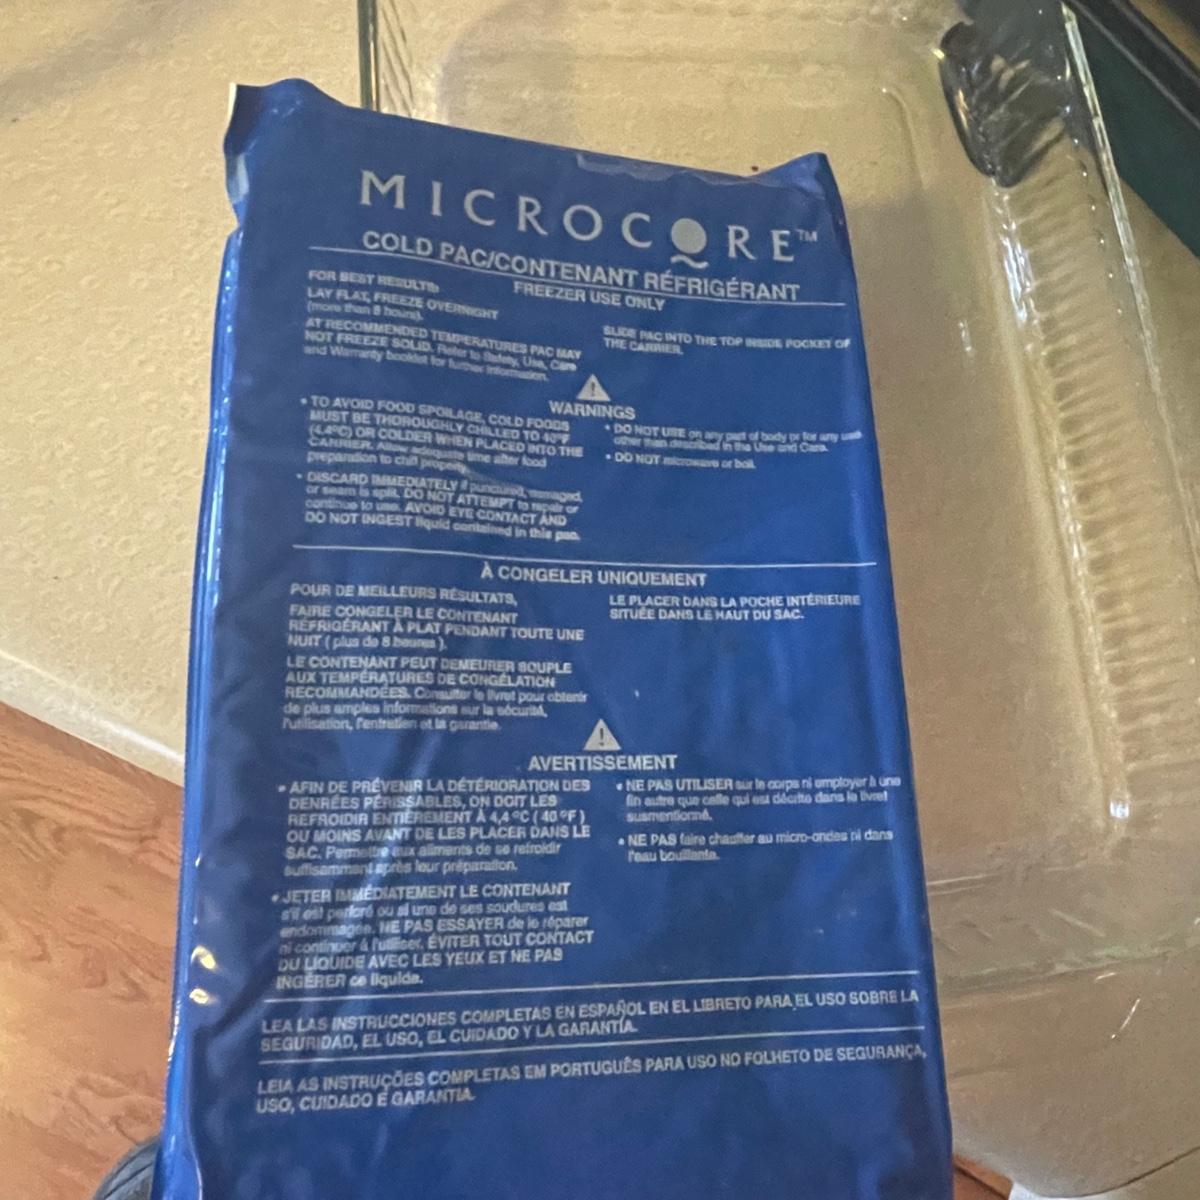 MICROCORE™
COLD PAC/CONTENANT RÉFRIGÉRANT
FREEZER USE ONLY
FOR BEST RESULTS:
LAY FLAT, FREEZE OVERNIGHT
(more than 8 hours).
AT RECOMMENDED TEMPERATURES PAC MAY
NOT FREEZE SOLID. Refer to Safety, Use, Care
and Warranty booklet for further information.
SLIDE PAC INTO THE TOP INSIDE POCKET OF
THE CARRIER.
WARNINGS
• TO AVOID FOOD SPOILAGE, COLD FOODS
MUST BE THOROUGHLY CHILLED TO 40°F
(4.4°C) OR COLDER WHEN PLACED INTO THE
CARRIER. Allow adequate time after food
preparation to chill properly.
• DISCARD IMMEDIATELY if punctured, damaged,
or seam is split. DO NOT ATTEMPT to repair or
continue to use. AVOID EYE CONTACT AND
DO NOT INGEST liquid contained in this pac.
• DO NOT USE on any part of body or for any use
other than described in the Use and Care.
• DO NOT microwave or boil.
À CONGELER UNIQUEMENT
POUR DE MEILLEURS RÉSULTATS,
FAIRE CONGELER LE CONTENANT
RÉFRIGÉRANT À PLAT PENDANT TOUTE UNE
NUIT ( plus de 8 heures ).
LE CONTENANT PEUT DEMEURER SOUPLE
AUX TEMPÉRATURES DE CONGÉLATION
RECOMMANDÉES. Consulter le livret pour obtenir
de plus amples informations sur la sécurité,
l'utilisation, l'entretien et la garantie.
LE PLACER DANS LA POCHE INTÉRIEURE
SITUÉE DANS LE HAUT DU SAC.
AVERTISSEMENT
• AFIN DE PRÉVENIR LA DÉTÉRIORATION DES
DENRÉES PÉRISSABLES, ON DOIT LES
REFROIDIR ENTIÈREMENT À 4,4 °C ( 40 °F )
OU MOINS AVANT DE LES PLACER DANS LE
SAC. Permettre aux aliments de se refroidir
suffisamment après leur préparation.
• JETER IMMÉDIATEMENT LE CONTENANT
s'il est perforé ou si une de ses soudures est
endommagée. NE PAS ESSAYER de le réparer
ni continuer à l'utiliser. ÉVITER TOUT CONTACT
DU LIQUIDE AVEC LES YEUX ET NE PAS
INGÉRER ce liquide.
• NE PAS UTILISER sur le corps ni employer à une
fin autre que celle qui est décrite dans le livret
susmentionné.
• NE PAS faire chauffer au micro-ondes ni dans
l'eau bouillante.
LEA LAS INSTRUCCIONES COMPLETAS EN ESPAÑOL EN EL LIBRETO PARA EL USO SOBRE LA
SEGURIDAD, EL USO, EL CUIDADO Y LA GARANTÍA.
LEIA AS INSTRUÇÕES COMPLETAS EM PORTUGUÊS PARA USO NO FOLHETO DE SEGURANÇA,
USO, CUIDADO E GARANTIA.